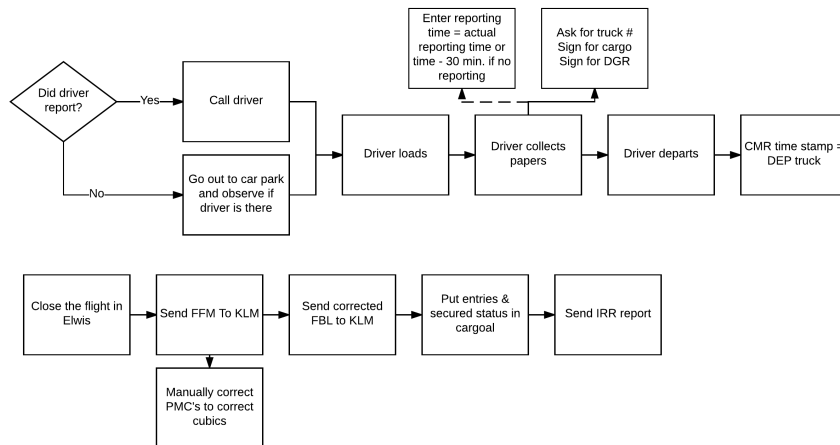 Enter reporting
time = actual
reporting time or
time - 30 min. if no
reporting
Ask for truck #
Sign for cargo
Sign for DGR
Did driver
report?
Yes
Call driver
Driver loads
Driver collects
papers
Driver departs
CMR time stamp =
DEP truck
No
Go out to car park
and observe if
driver is there
Close the flight in
Elwis
Send FFM To KLM
Send corrected
FBL to KLM
Put entries &
secured status in
cargoal
Send IRR report
Manually correct
PMC's to correct
cubics